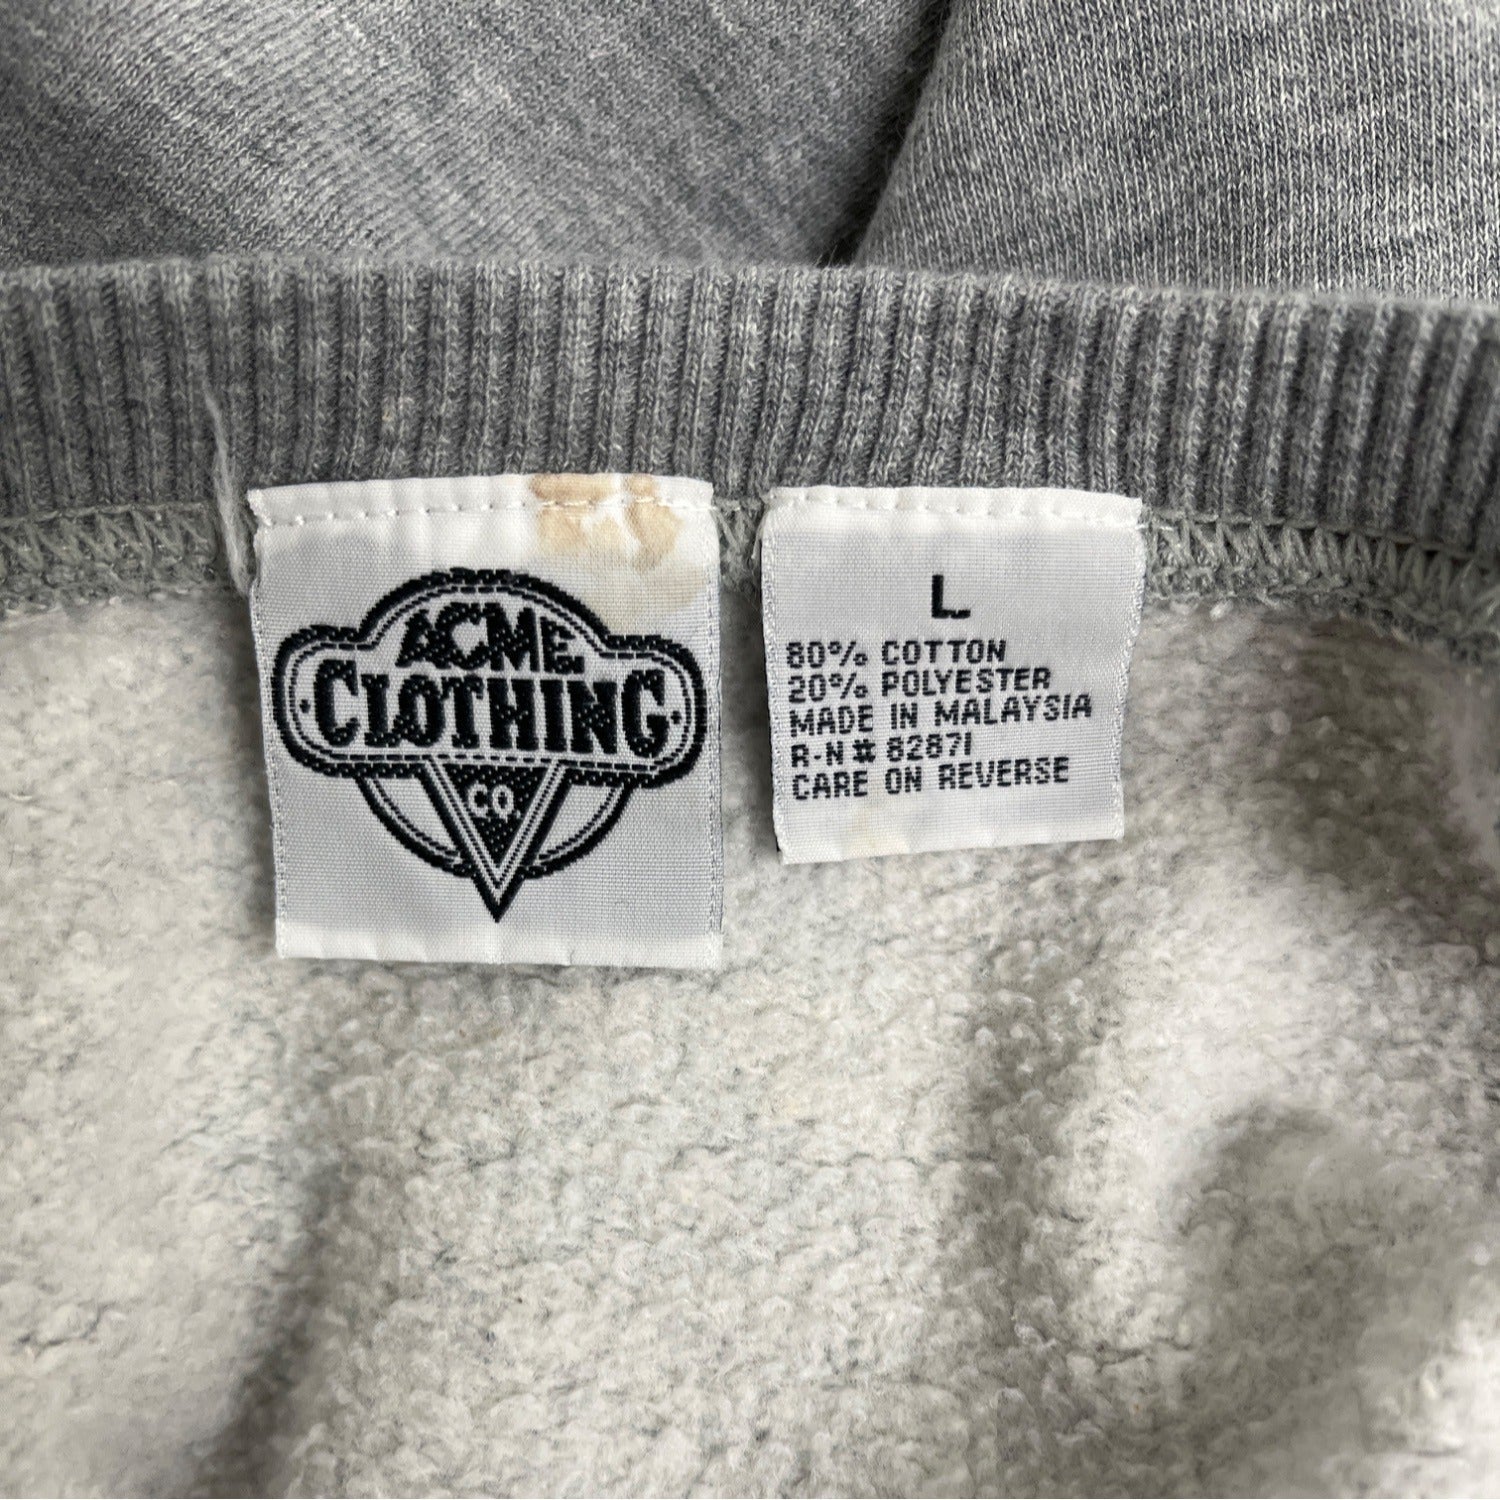 ACME
CLOTHING
CO.
L
80% COTTON
20% POLYESTER
MADE IN MALAYSIA
R-N# 82871
CARE ON REVERSE